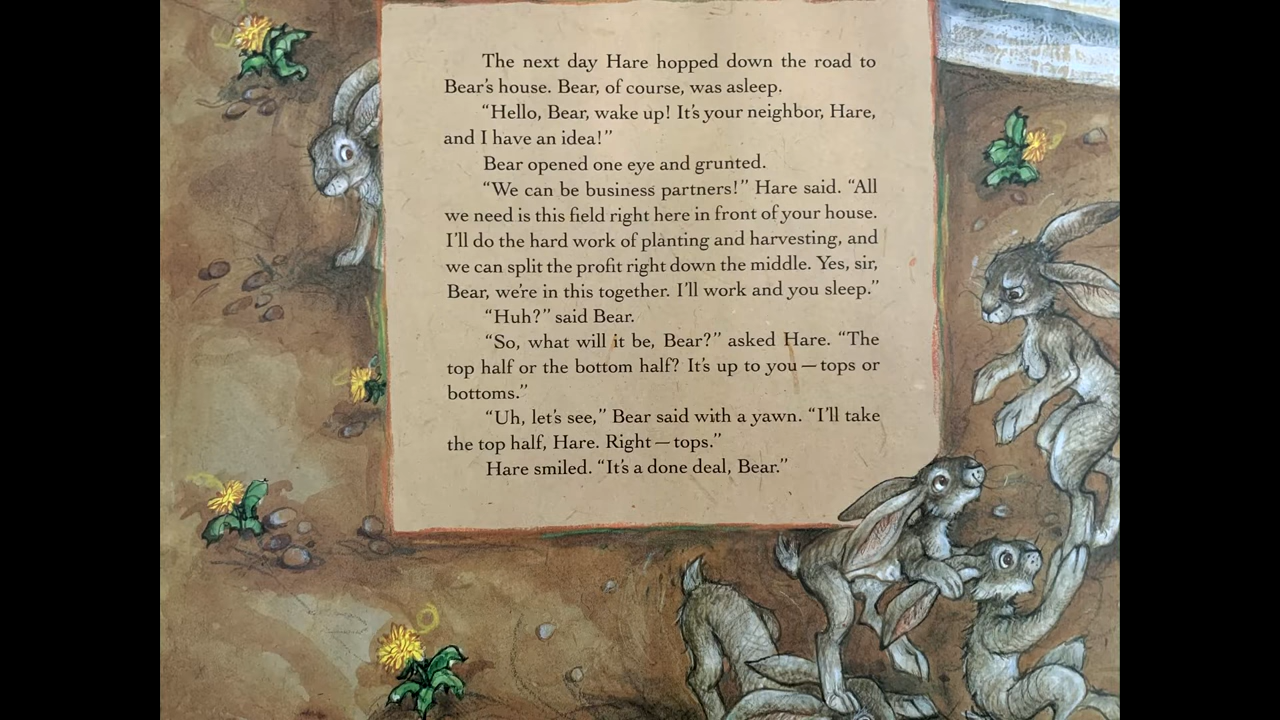 The next day Hare hopped down the road to
Bear’s house. Bear, of course, was asleep.
“Hello, Bear, wake up! It’s your neighbor, Hare,
and I have an idea!”
Bear opened one eye and grunted.
“We can be business partners!” Hare said. “All
we need is this field right here in front of your house.
I’ll do the hard work of planting and harvesting, and
we can split the profit right down the middle. Yes, sir,
Bear, we’re in this together. I’ll work and you sleep.”
“Huh?” said Bear.
“So, what will it be, Bear?” asked Hare. “The
top half or the bottom half? It’s up to you — tops or
bottoms.”
“Uh, let’s see,” Bear said with a yawn. “I’ll take
the top half, Hare. Right — tops.”
Hare smiled. “It’s a done deal, Bear.”